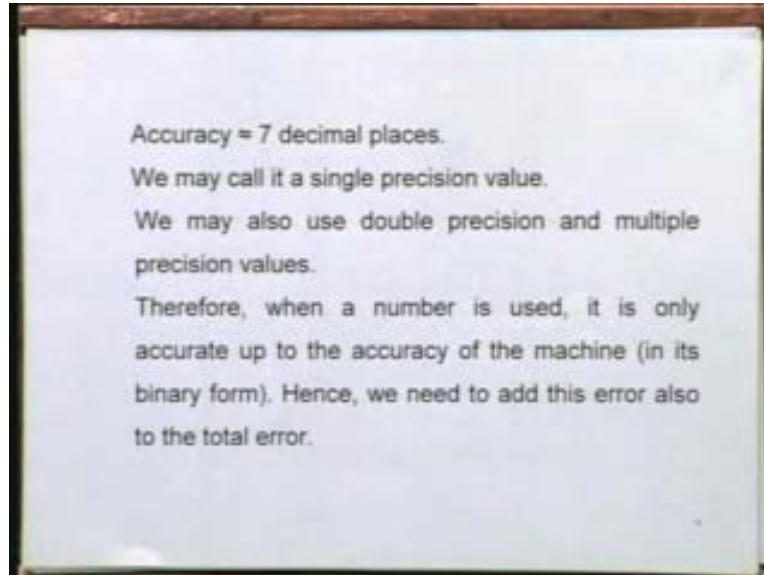 Accuracy ≈ 7 decimal places.
We may call it a single precision value.
We may also use double precision and multiple
precision values.
Therefore, when a number is used, it is only
accurate up to the accuracy of the machine (in its
binary form). Hence, we need to add this error also
to the total error.